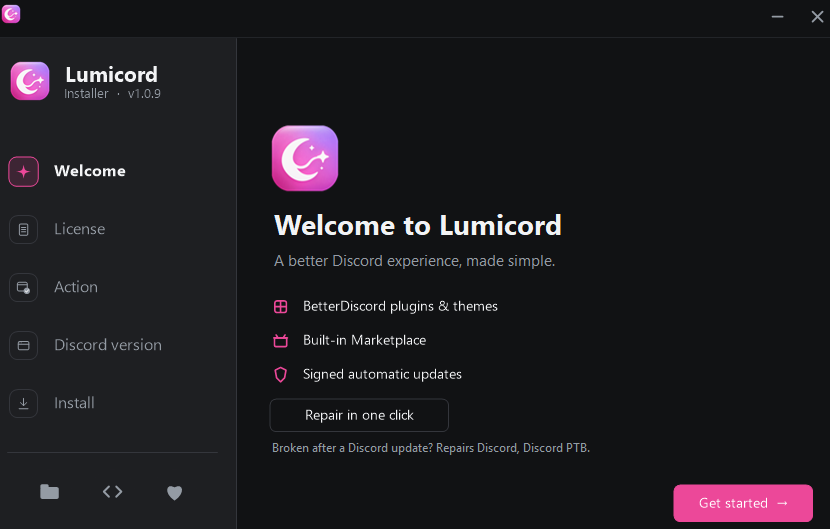 Lumicord
Installer · v1.0.9
Welcome
License
Action
Discord version
Install
Welcome to Lumicord
A better Discord experience, made simple.
BetterDiscord plugins & themes
Built-in Marketplace
Signed automatic updates
Repair in one click
Broken after a Discord update? Repairs Discord, Discord PTB.
Get started →